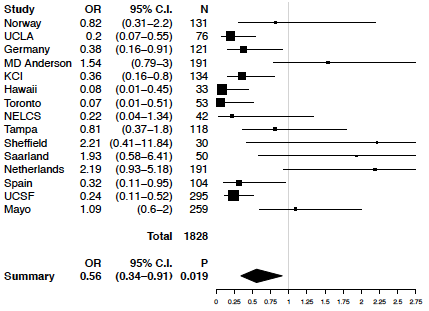 Study OR 95% C.I. N
Norway 0.82 (0.31−2.2) 131
UCLA 0.2 (0.07−0.55) 76
Germany 0.38 (0.16−0.91) 121
MD Anderson 1.54 (0.79−3) 191
KCI 0.36 (0.16−0.8) 134
Hawaii 0.08 (0.01−0.45) 33
Toronto 0.07 (0.01−0.51) 53
NELCS 0.22 (0.04−1.34) 42
Tampa 0.81 (0.37−1.8) 118
Sheffield 2.21 (0.41−11.84) 30
Saarland 1.93 (0.58−6.41) 50
Netherlands 2.19 (0.93−5.18) 191
Spain 0.32 (0.11−0.95) 104
UCSF 0.24 (0.11−0.52) 295
Mayo 1.09 (0.6−2) 259
Total 1828
OR 95% C.I. P
Summary 0.56 (0.34−0.91) 0.019
0 0.25 0.5 0.75 1 1.25 1.5 1.75 2 2.25 2.5 2.75